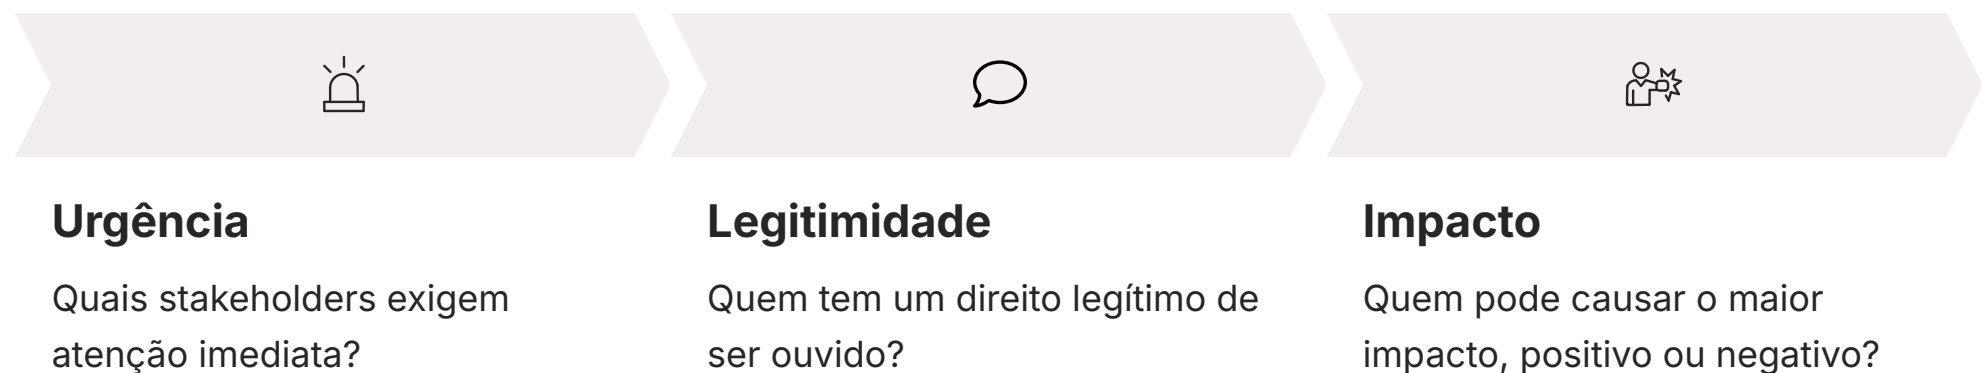 Urgência
Quais stakeholders exigem
atenção imediata?
Legitimidade
Quem tem um direito legítimo de
ser ouvido?
Impacto
Quem pode causar o maior
impacto, positivo ou negativo?